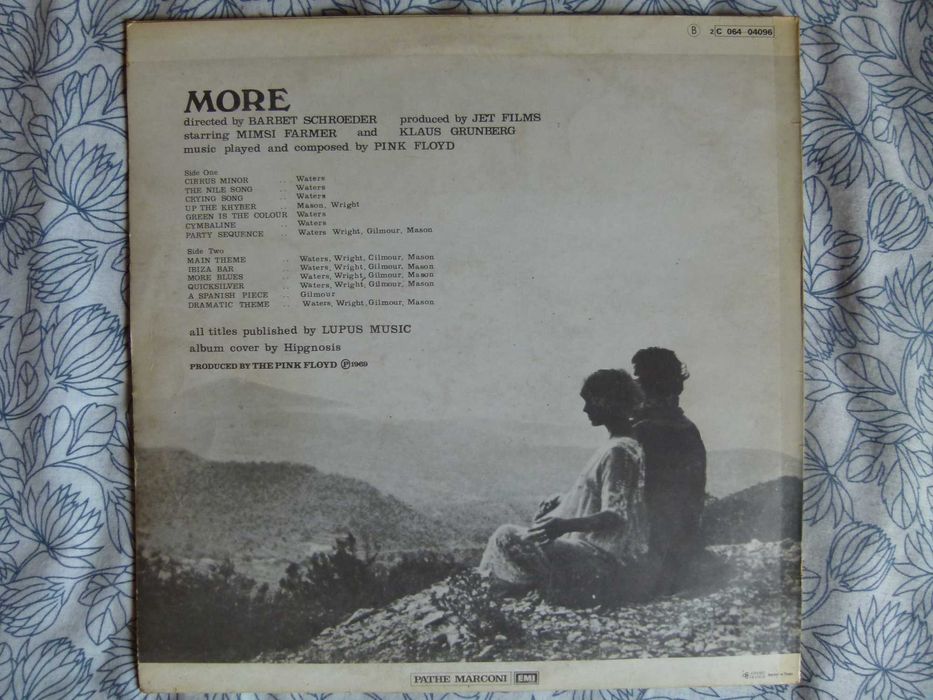 B 2C 064-04096
MORE
directed by BARBET SCHROEDER produced by JET FILMS
starring MIMSI FARMER and KLAUS GRUNBERG
music played and composed by PINK FLOYD
Side One
CIRRUS MINOR .. Waters
THE NILE SONG .. Waters
CRYING SONG .. Waters
UP THE KHYBER .. Mason, Wright
GREEN IS THE COLOUR Waters
CYMBALINE .. Waters
PARTY SEQUENCE .. Waters Wright, Gilmour, Mason
Side Two
MAIN THEME .. Waters, Wright, Gilmour, Mason
IBIZA BAR .. Waters, Wright, Gilmour, Mason
MORE BLUES .. Waters, Wright, Gilmour, Mason
QUICKSILVER .. Waters, Wright, Gilmour, Mason
A SPANISH PIECE .. Gilmour
DRAMATIC THEME .. Waters, Wright, Gilmour, Mason
all titles published by LUPUS MUSIC
album cover by Hipgnosis
PRODUCED BY THE PINK FLOYD ℗ 1969
PATHE MARCONI EMI